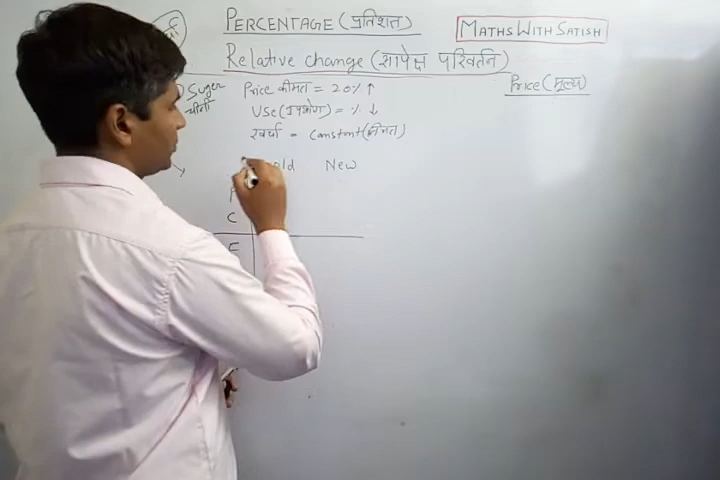 PERCENTAGE (प्रतिशत)
MATHS WITH SATISH
Relative change (सापेक्ष परिवर्तन)
Price (मूल्य)
Suger
चीनी
Price कीमत = 20% ↑
Use (उपयोग) = % ↓
खर्चा = Constant
old New
P
C
E